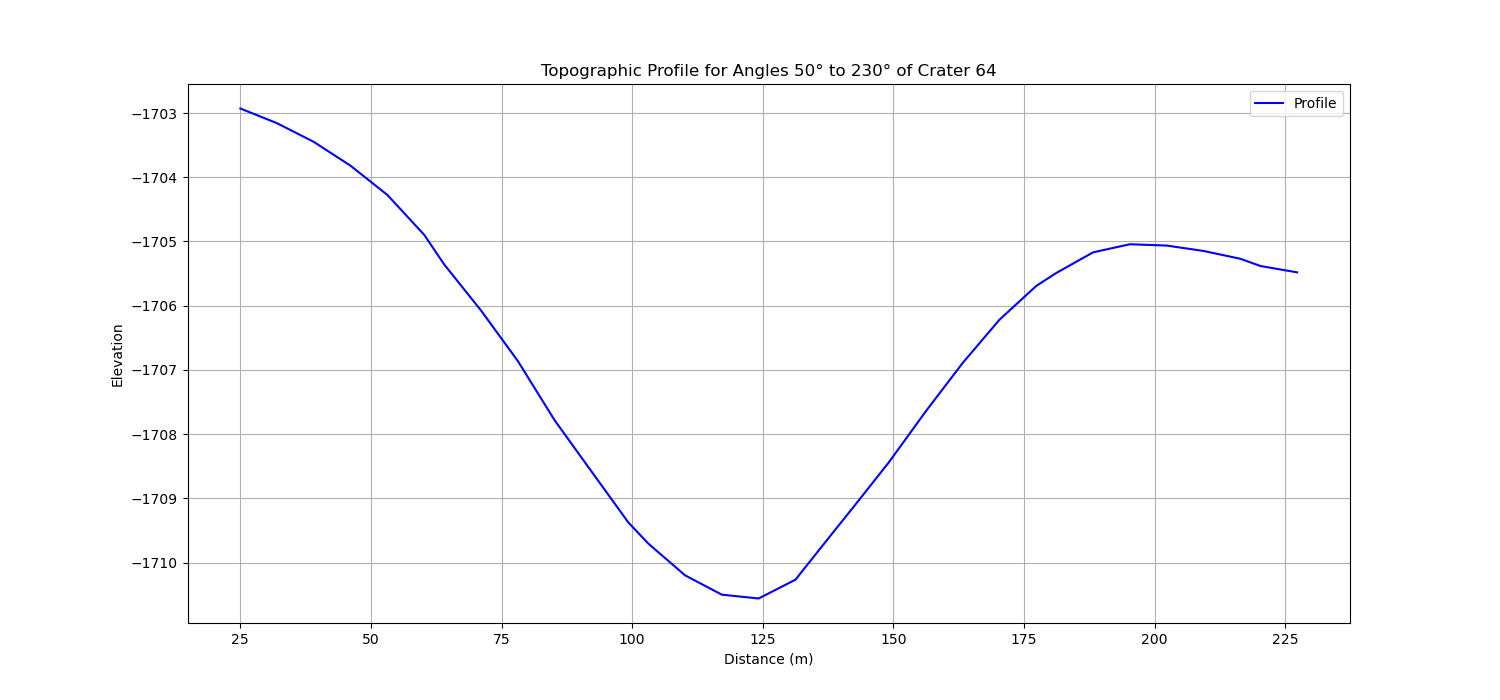 Topographic Profile for Angles 50° to 230° of Crater 64
Profile
−1703
−1704
−1705
−1706
−1707
−1708
−1709
−1710
Elevation
25 50 75 100 125 150 175 200 225
Distance (m)